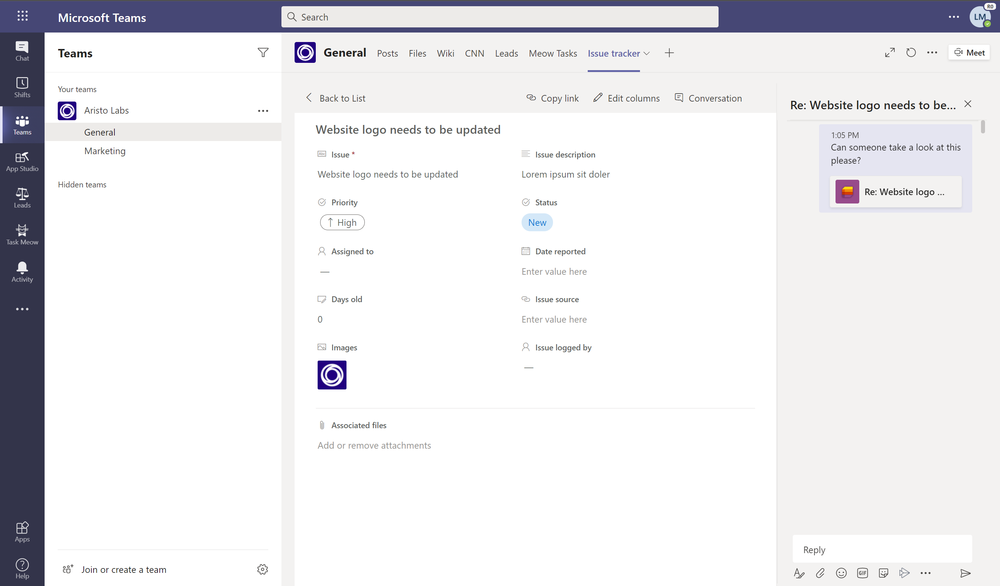 Microsoft Teams
Search
R0
LM
Chat
Shifts
Teams
App Studio
Leads
Task Meow
Activity
Apps
Help
Teams
Your teams
Aristo Labs
General
Marketing
Hidden teams
Join or create a team
General Posts Files Wiki CNN Leads Meow Tasks Issue tracker
Meet
Back to List
Copy link Edit columns Conversation
Website logo needs to be updated
Abc Issue *
Website logo needs to be updated
Issue description
Lorem ipsum sit doler
Priority
↑ High
Status
New
Assigned to
—
Date reported
Enter value here
Days old
0
Issue source
Enter value here
Images
Issue logged by
—
Associated files
Add or remove attachments
Re: Website logo needs to be...
1:05 PM
Can someone take a look at this
please?
Re: Website logo ...
Reply
GIF